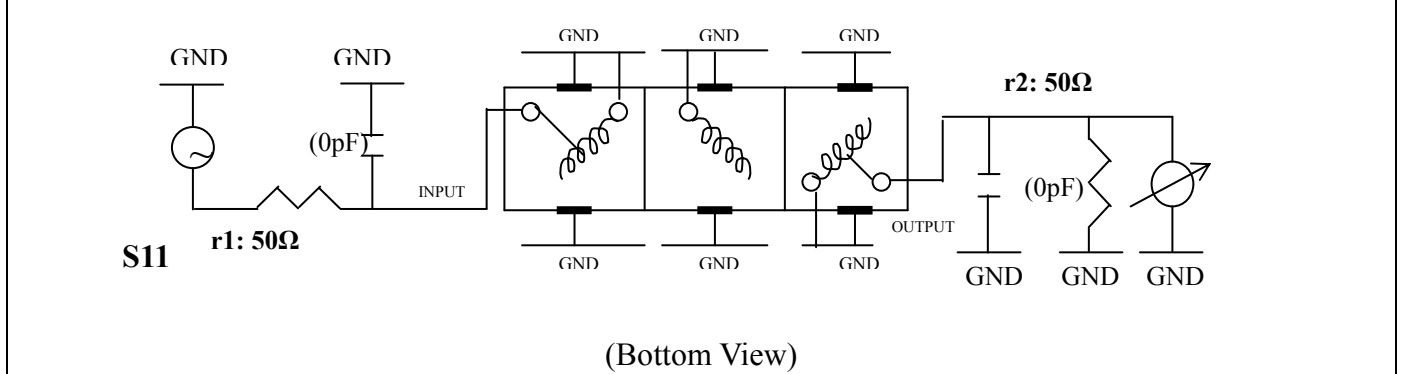 GND
GND
GND
GND
GND
r2: 50Ω
(0pF)
(0pF)
INPUT
r1: 50Ω
OUTPUT
S11
GND
GND
GND
GND
GND
GND
(Bottom View)